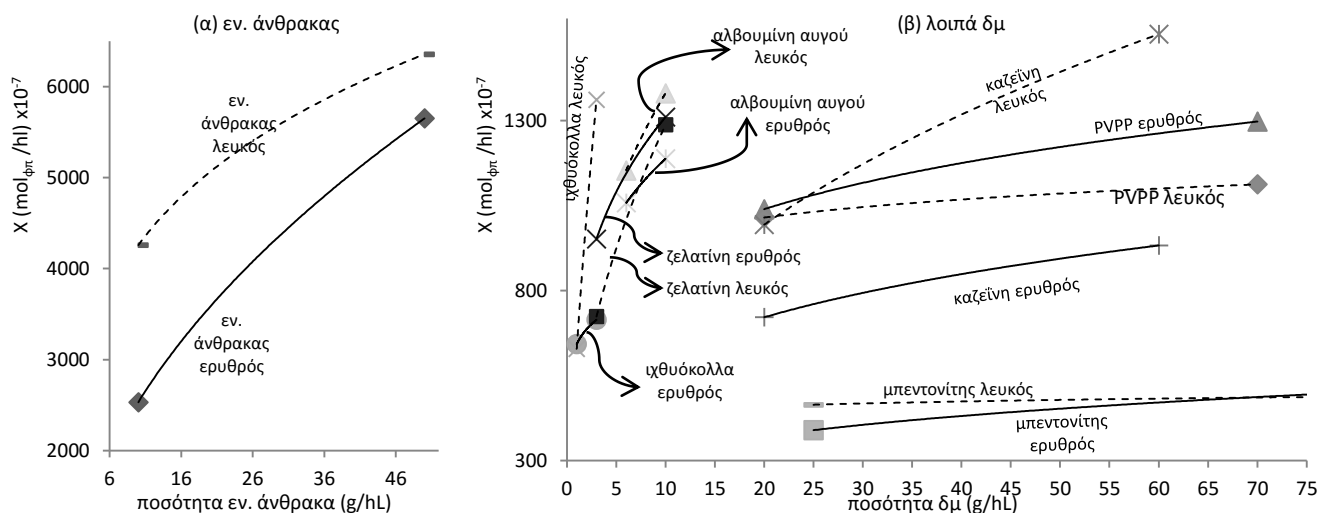 (α) εν. άνθρακας
X (mol_φπ /hl) x10^-7
6000
5000
4000
3000
2000
εν.
άνθρακας
λευκός
εν.
άνθρακας
ερυθρός
6
16
26
36
46
ποσότητα εν. άνθρακα (g/hL)
(β) λοιπά δμ
X (mol_φπ /hl) x10^-7
1300
800
300
ιχθυόκολλα λευκός
αλβουμίνη αυγού
λευκός
αλβουμίνη αυγού
ερυθρός
καζεΐνη
λευκός
PVPP ερυθρός
PVPP λευκός
ζελατίνη ερυθρός
ζελατίνη λευκός
καζεΐνη ερυθρός
ιχθυόκολλα
ερυθρός
μπεντονίτης λευκός
μπεντονίτης
ερυθρός
0
5
10
15
20
25
30
35
40
45
50
55
60
65
70
75
ποσότητα δμ (g/hL)